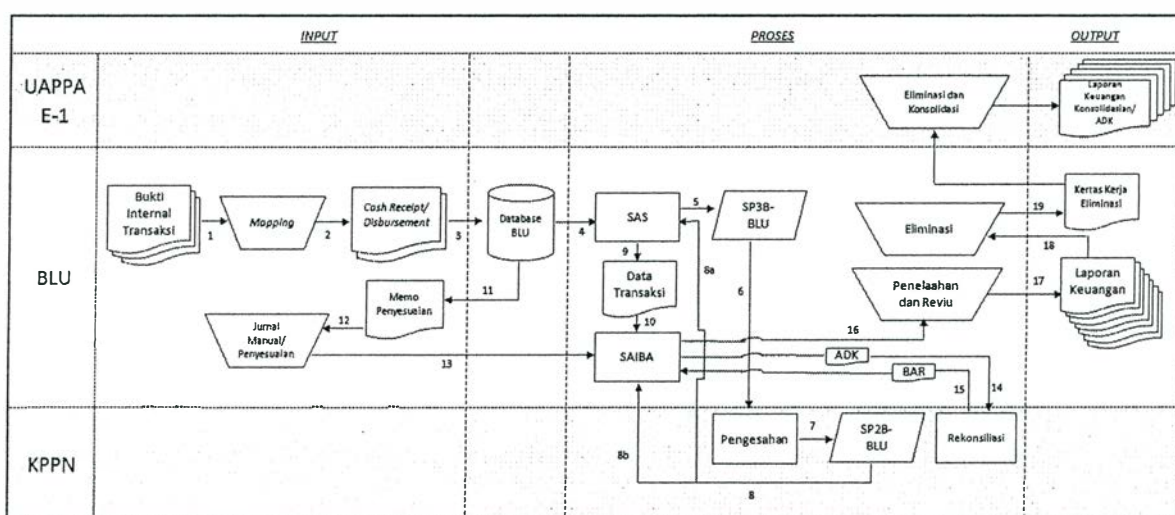 INPUT
PROSES
OUTPUT
UAPPA
E-1
Eliminasi dan
Konsolidasi
Laporan
Keuangan
Konsolidasian/
ADK
BLU
Bukti
Internal
Transaksi
1
Mapping
2
Cash Receipt/
Disbursement
3
Database
BLU
4
SAS
5
SP3B-
BLU
9
8a
6
Data
Transaksi
10
SAIBA
11
Memo
Penyesuaian
12
Jurnal
Manual/
Penyesuaian
13
Eliminasi
19
Kertas Kerja
Eliminasi
18
Penelaahan
dan Reviu
17
Laporan
Keuangan
16
ADK
BAR
15
14
KPPN
8b
Pengesahan
7
SP2B-
BLU
Rekonsiliasi
8